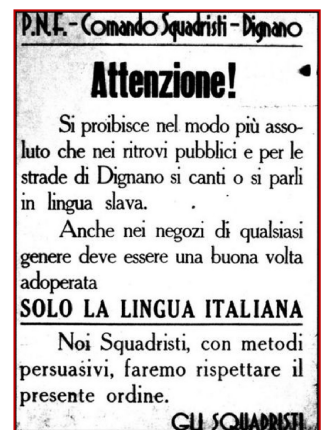 P.N.F. - Comando Squadristi - Dignano
Attenzione!
Si proibisce nel modo più asso-
luto che nei ritrovi pubblici e per le
strade di Dignano si canti o si parli
in lingua slava.
Anche nei negozi di qualsiasi
genere deve essere una buona volta
adoperata
SOLO LA LINGUA ITALIANA
Noi Squadristi, con metodi
persuasivi, faremo rispettare il
presente ordine.
GLI SQUADRISTI